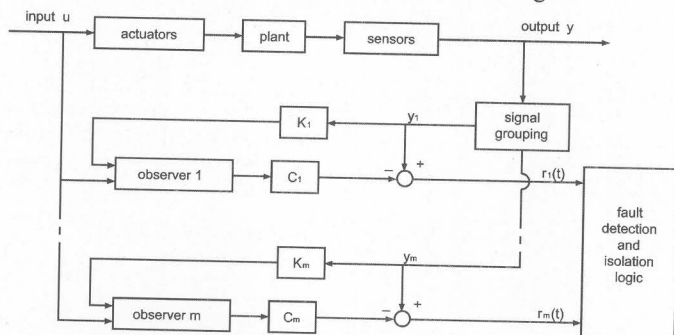 input u
actuators
plant
sensors
output y
K1
y1
signal
grouping
observer 1
C1
− +
r1(t)
fault
detection
and
isolation
logic
Km
ym
observer m
Cm
− +
rm(t)